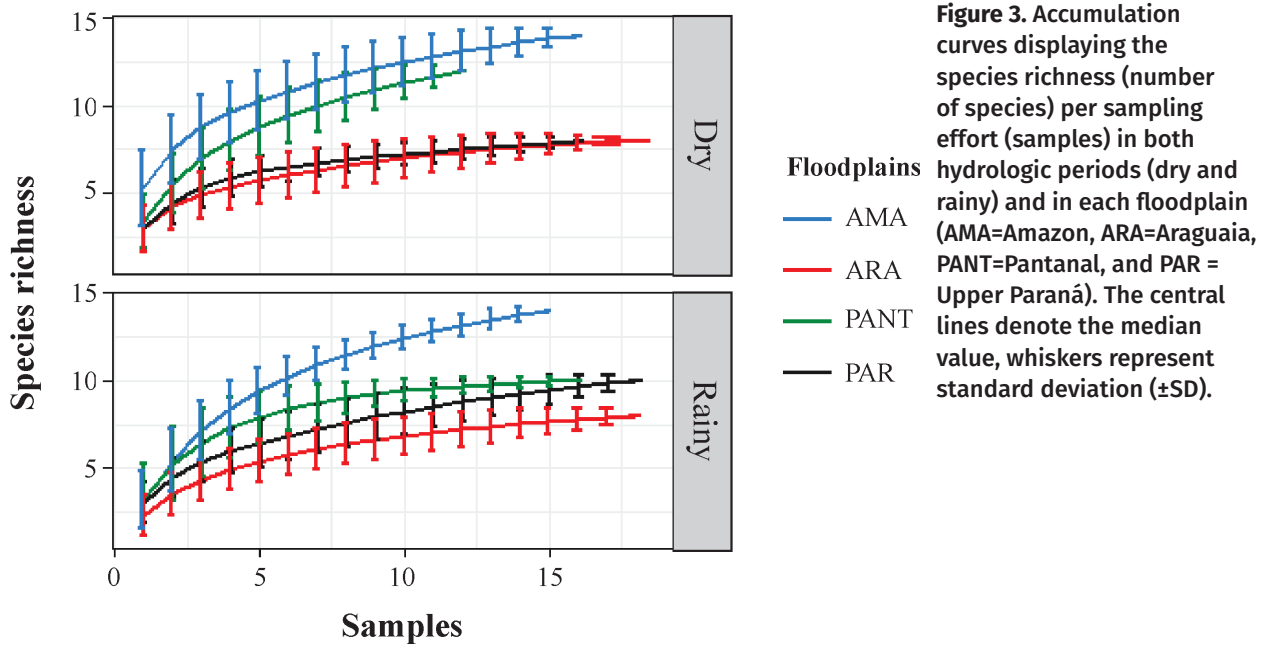 15
10
5
Dry
15
10
5
Rainy
0
5
10
15
Species richness
Samples
Floodplains
AMA
ARA
PANT
PAR
Figure 3. Accumulation
curves displaying the
species richness (number
of species) per sampling
effort (samples) in both
hydrologic periods (dry and
rainy) and in each floodplain
(AMA=Amazon, ARA=Araguaia,
PANT=Pantanal, and PAR =
Upper Paraná). The central
lines denote the median
value, whiskers represent
standard deviation (±SD).